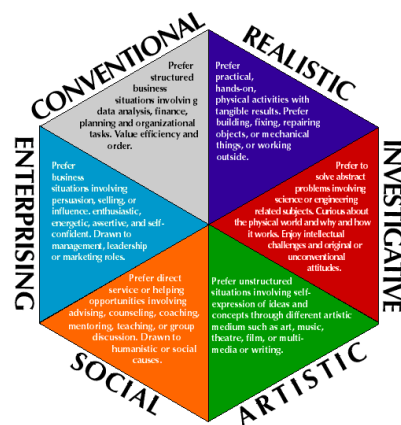 CONVENTIONAL
Prefer
structured
business
situations involving g
data analysis, finance,
planning and organizational
tasks. Value efficiency and
order.
REALISTIC
Prefer
practical,
hands-on,
physical activities with
tangible results. Prefer
building, fixing, repairing
objects, or mechanical
things, or working
outside.
ENTERPRISING
Prefer
business
situations involving
persuasion, selling, or
influence. enthusiastic,
energetic, assertive, and self-
confident. Drawn to
management, leadership
or marketing roles.
INVESTIGATIVE
Prefer to
solve abstract
problems involving
science or engineering
related subjects. Curious about
the physical world and why and how
it works. Enjoy intellectual
challenges and original or
unconventional
attitudes.
SOCIAL
Prefer direct
service or helping
opportunities involving
advising, counseling, coaching,
mentoring, teaching, or group
discussion. Drawn to
humanistic or social
causes.
ARTISTIC
Prefer unstructured
situations involving self-
expression of ideas and
concepts through different artistic
medium such as art, music,
theatre, film, or multi-
media or writing.